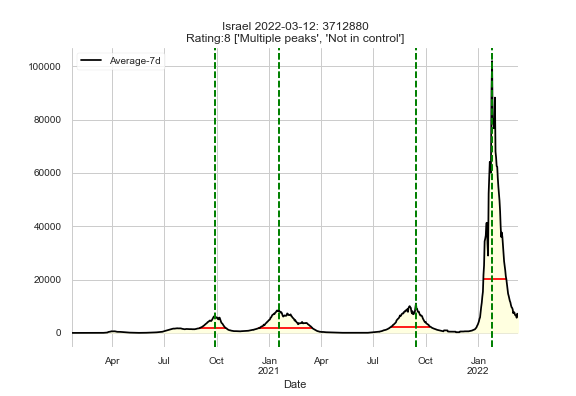 Israel 2022-03-12: 3712880
Rating:8 ['Multiple peaks', 'Not in control']
Average-7d
100000
80000
60000
40000
20000
0
Apr Jul Oct Jan Apr Jul Oct Jan
2021 2022
Date